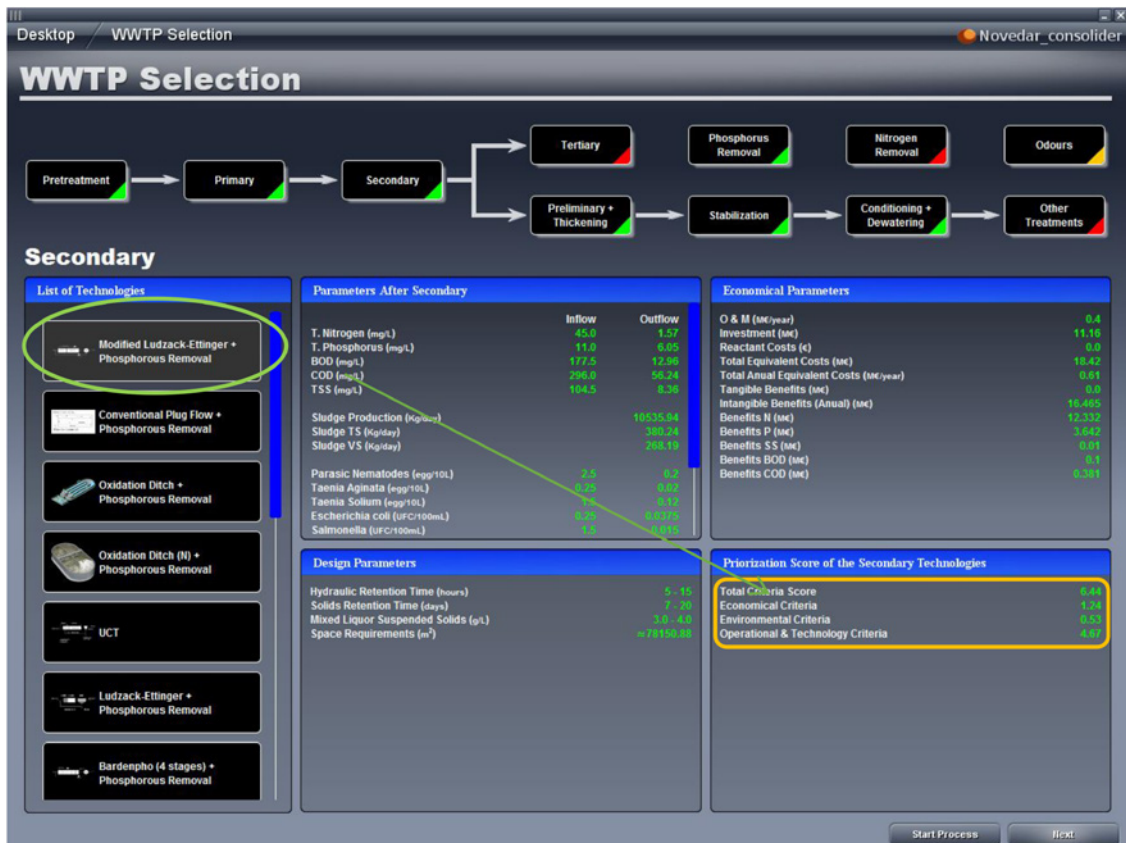 Desktop / WWTP Selection
Novedar_consolider
WWTP Selection
Pretreatment
Primary
Secondary
Tertiary
Phosphorus
Removal
Nitrogen
Removal
Odours
Preliminary +
Thickening
Stabilization
Conditioning +
Dewatering
Other
Treatments
Secondary
List of Technologies
Modified Ludzack-Ettinger +
Phosphorous Removal
Conventional Plug Flow +
Phosphorous Removal
Oxidation Ditch +
Phosphorous Removal
Oxidation Ditch (N) +
Phosphorous Removal
UCT
Ludzack-Ettinger +
Phosphorous Removal
Bardenpho (4 stages) +
Phosphorous Removal
Parameters After Secondary
Inflow Outflow
T. Nitrogen (mg/L) 45.0 1.57
T. Phosphorus (mg/L) 11.0 6.05
BOD (mg/L) 177.5 12.96
COD (mg/L) 296.0 56.24
TSS (mg/L) 104.5 8.36
Sludge Production (Kg/day) 10535.94
Sludge TS (Kg/day) 380.24
Sludge VS (Kg/day) 268.19
Parasic Nematodes (egg/10L) 2.5 0.2
Taenia Aginata (egg/10L) 0.25 0.02
Taenia Solium (egg/10L) 0.12
Escherichia coli (UFC/100mL) 0.25 0.0375
Salmonella (UFC/100mL) 1.5 0.015
Economical Parameters
O & M (M€/year) 0.4
Investment (M€) 11.16
Reactant Costs (€) 0.0
Total Equivalent Costs (M€) 18.42
Total Anual Equivalent Costs (M€/year) 0.61
Tangible Benefits (M€) 0.0
Intangible Benefits (Anual) (M€) 16.465
Benefits N (M€) 12.332
Benefits P (M€) 3.642
Benefits SS (M€) 0.01
Benefits BOD (M€) 0.1
Benefits COD (M€) 0.381
Design Parameters
Hydraulic Retention Time (hours) 5 - 15
Solids Retention Time (days) 7 - 20
Mixed Liquor Suspended Solids (g/L) 3.0 - 4.0
Space Requirements (m²) ≈78150.88
Priorization Score of the Secondary Technologies
Total Criteria Score 6.44
Economical Criteria 1.24
Environmental Criteria 0.53
Operational & Technology Criteria 4.67
Start Process
Next